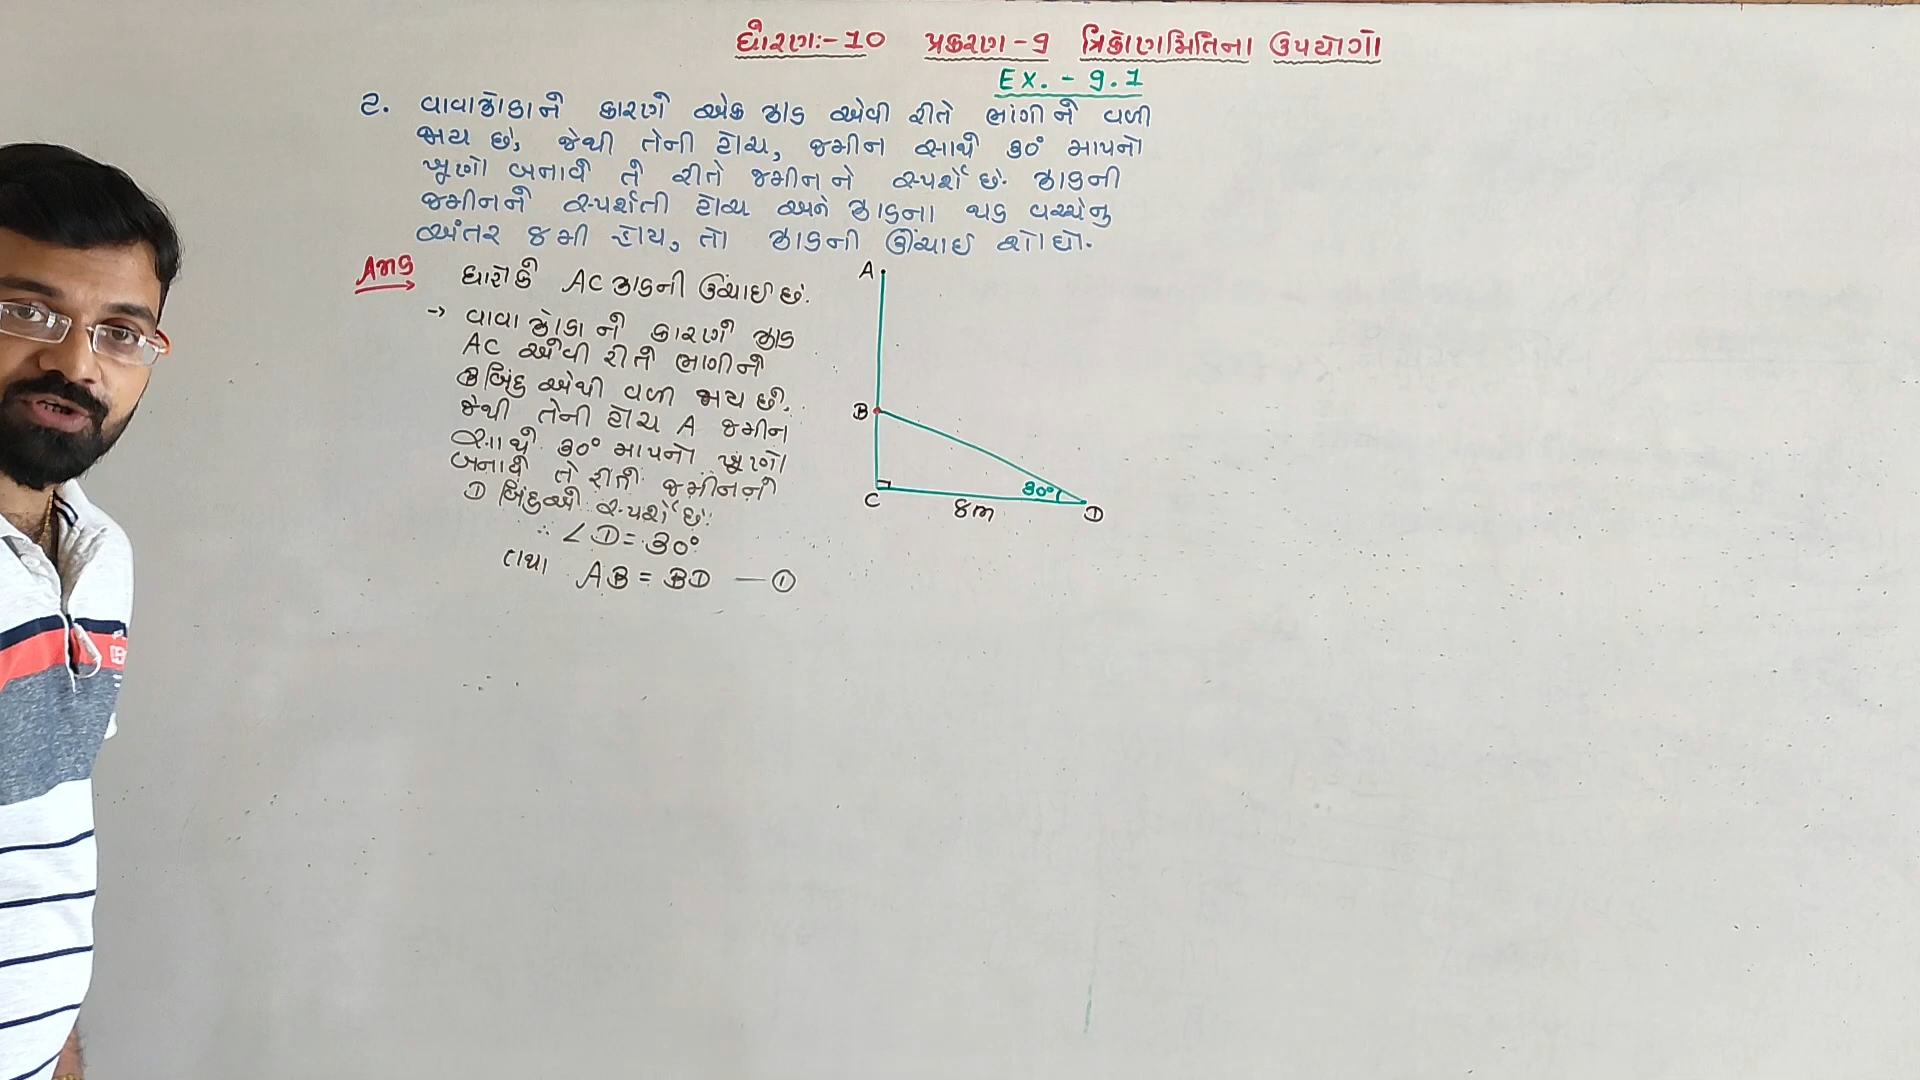 ધોરણ:-10 પ્રકરણ-9 ત્રિકોણમિતિના ઉપયોગો
EX. - 9.1
૨. વાવાઝોડાને કારણે એક ઝાડ એવી રીતે ભાંગીને વળી
જાય છે, જેથી તેની ટોચ, જમીન સાથે 30° માપનો
ખૂણો બનાવે તે રીતે જમીનને સ્પર્શે છે. ઝાડની
જમીનને સ્પર્શતી ટોચ અને ઝાડના થડ વચ્ચેનુ
અંતર 8 મી હોય, તો ઝાડની ઊંચાઈ શોધો.
Ans
ધારોકે AC ઝાડની ઉંચાઈ છે.
→ વાવાઝોડાને કારણે ઝાડ
AC એવી રીતે ભાગીને
B બિંદુ એથી વળી જાય છે.
જેથી તેની ટોચ A જમીન
સાથે 30° માપનો ખૂણો
બનાવે તે રીતે જમીનને
D બિંદુએ સ્પર્શે છે.
∴ ∠D = 30°
તથા AB = BD — ①
A
B
C
8m
30°
D